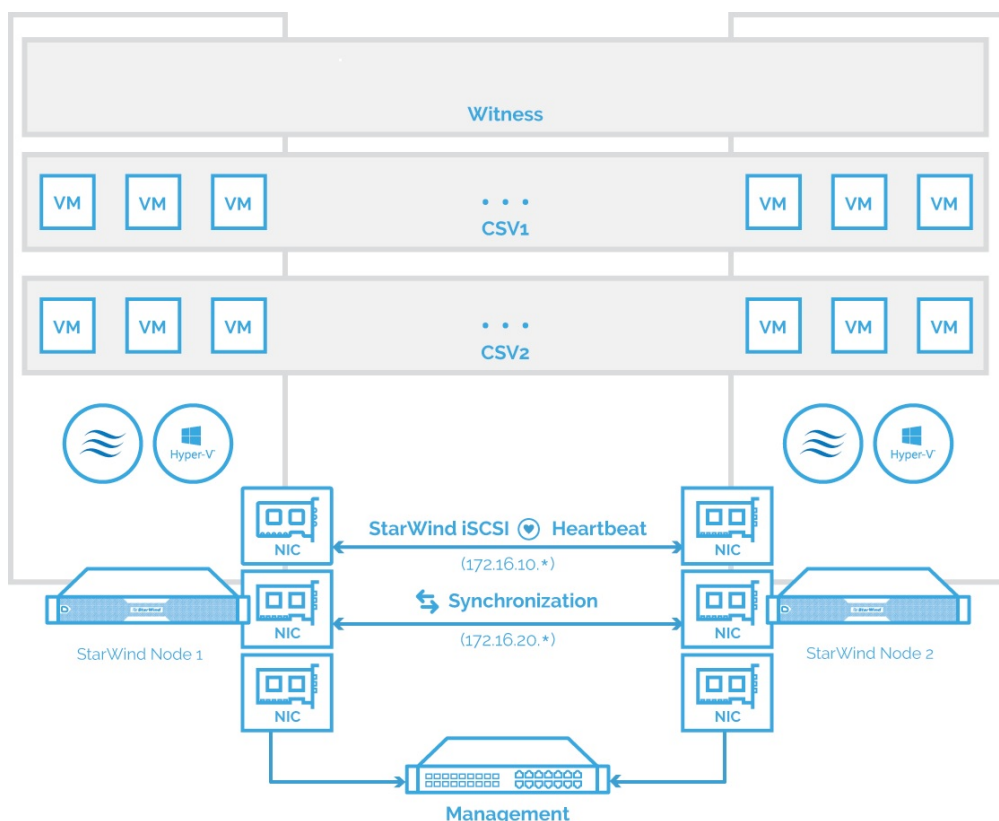 Witness
VM VM VM VM VM VM
CSV1
VM VM VM VM VM VM
CSV2
Hyper-V Hyper-V
StarWind iSCSI Heartbeat
NIC NIC
(172.16.10.*)
Synchronization
StarWind StarWind
NIC NIC
(172.16.20.*)
StarWind Node 1 StarWind Node 2
NIC NIC
Management